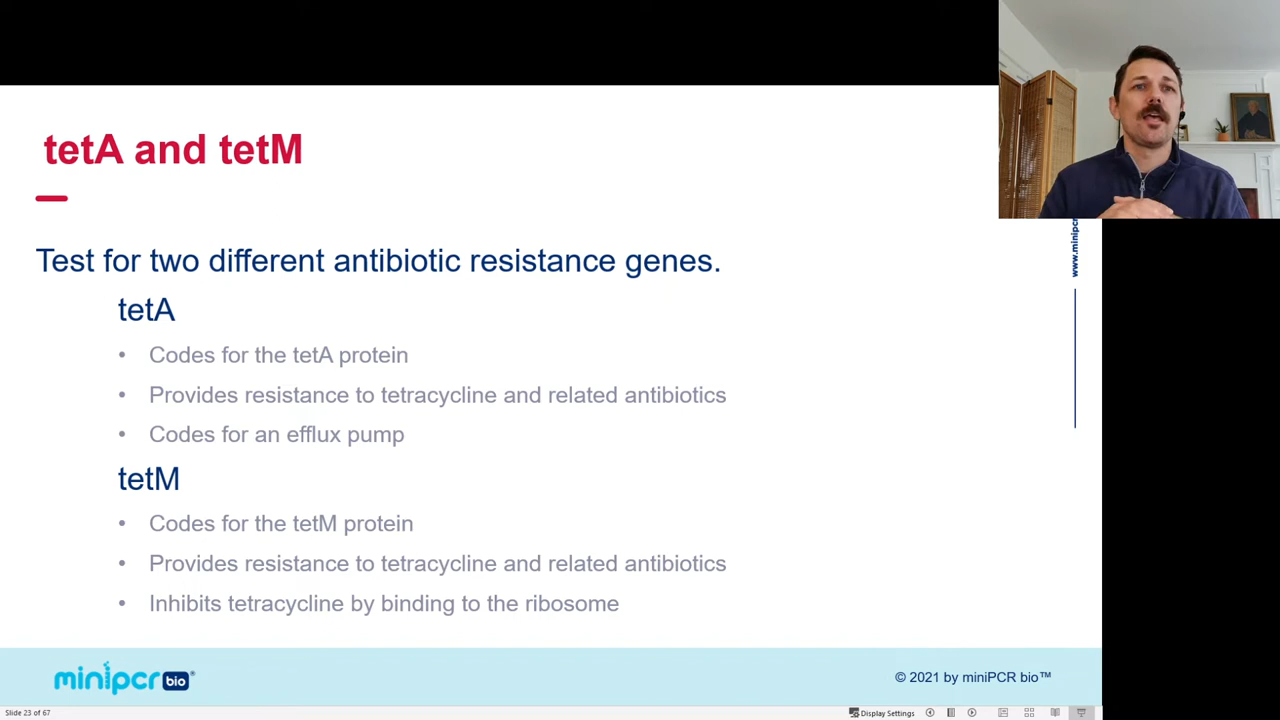 tetA and tetM
Test for two different antibiotic resistance genes.
tetA
• Codes for the tetA protein
• Provides resistance to tetracycline and related antibiotics
• Codes for an efflux pump
tetM
• Codes for the tetM protein
• Provides resistance to tetracycline and related antibiotics
• Inhibits tetracycline by binding to the ribosome
www.minipcr
minipcr bio®
© 2021 by miniPCR bio™
Slide 23 of 67
Display Settings